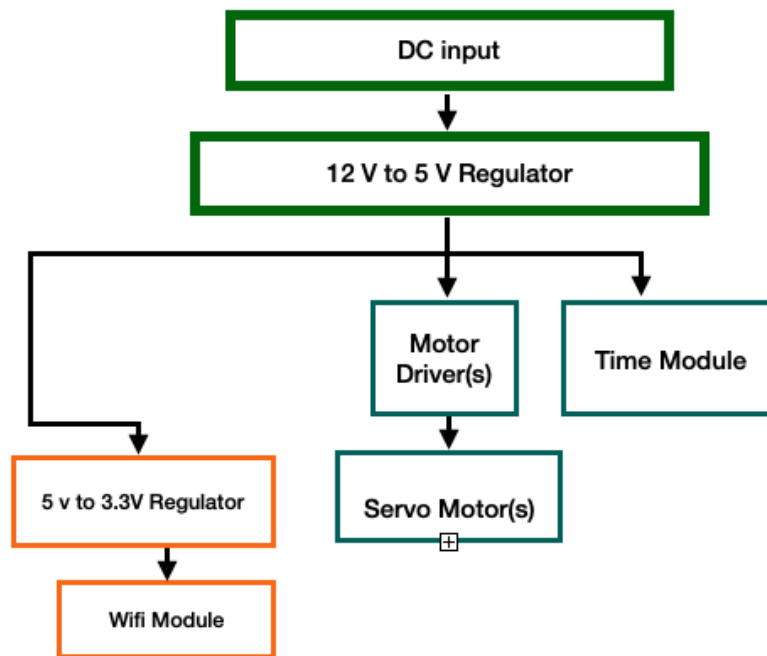 DC input
12 V to 5 V Regulator
Motor
Driver(s)
Time Module
5 v to 3.3V Regulator
Servo Motor(s)
Wifi Module